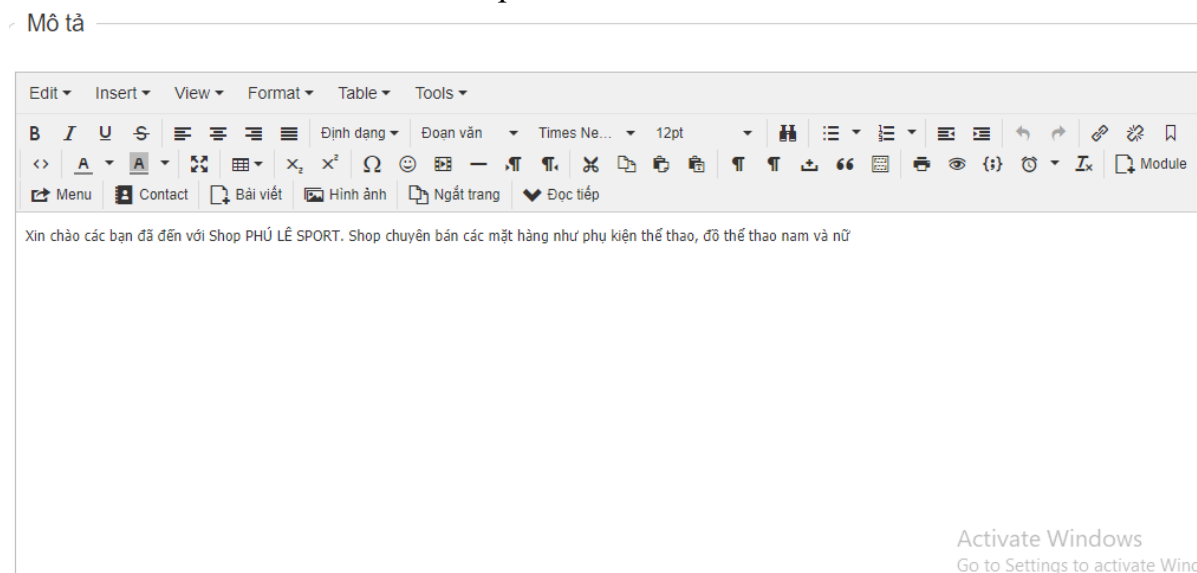 Mô tả
Edit Insert View Format Table Tools
B I U S Định dạng Đoạn văn Times Ne... 12pt
A A x₂ x² Ω Module
Menu Contact Bài viết Hình ảnh Ngắt trang Đọc tiếp
Xin chào các bạn đã đến với Shop PHÚ LÊ SPORT. Shop chuyên bán các mặt hàng như phụ kiện thể thao, đồ thể thao nam và nữ
Activate Windows
Go to Settings to activate Wind